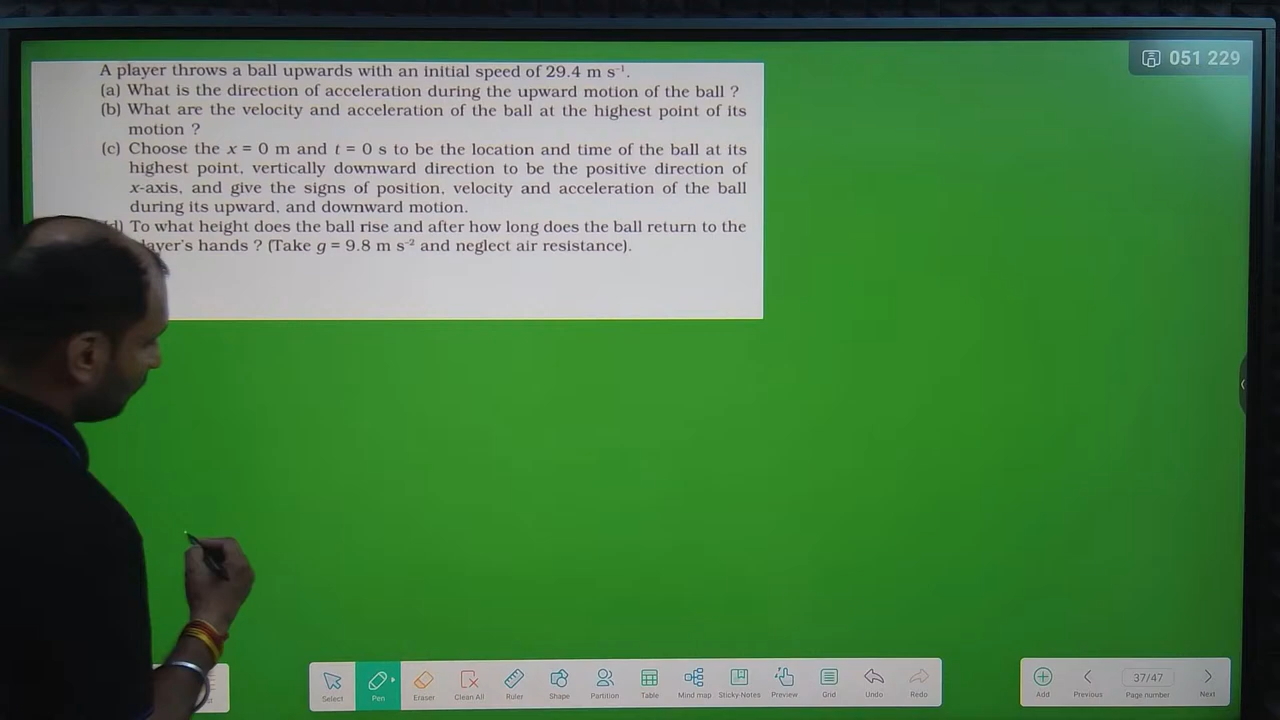 051 229
A player throws a ball upwards with an initial speed of 29.4 m s⁻¹.
(a) What is the direction of acceleration during the upward motion of the ball ?
(b) What are the velocity and acceleration of the ball at the highest point of its
motion ?
(c) Choose the x = 0 m and t = 0 s to be the location and time of the ball at its
highest point, vertically downward direction to be the positive direction of
x-axis, and give the signs of position, velocity and acceleration of the ball
during its upward, and downward motion.
d) To what height does the ball rise and after how long does the ball return to the
layer's hands ? (Take g = 9.8 m s⁻² and neglect air resistance).
Select Pen Eraser Clean All Ruler Shape Partition Table Mind map Sticky-Notes Preview Grid Undo Redo
Add Previous 37/47 Page number Next